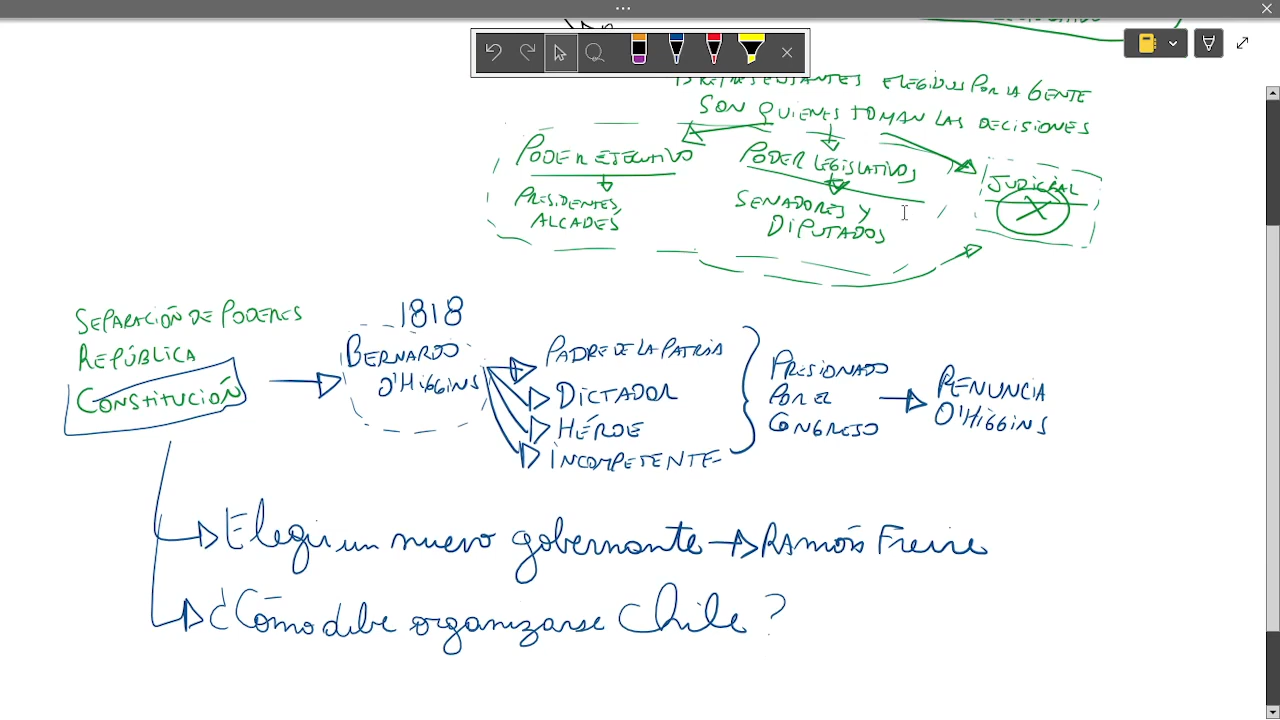 REPRESENTANTES ELEGIDOS POR LA GENTE
SON QUIENES TOMAN LAS DECISIONES
PODER EJECUTIVO
PODER LEGISLATIVOS
JUDICIAL
X
PRESIDENTES,
ALCADES
SENADORES Y
DIPUTADOS
SEPARACIÓN DE PODERES
REPÚBLICA
CONSTITUCIÓN
1818
BERNARDO
O'HIGGINS
PADRE DE LA PATRIA
DICTADOR
HÉROE
INCOMPETENTE
PRESIONADO
POR EL
CONGRESO
RENUNCIA
O'HIGGINS
Elegir un nuevo gobernante
RAMÓN Freire
¿Cómo debe organizarse Chile?